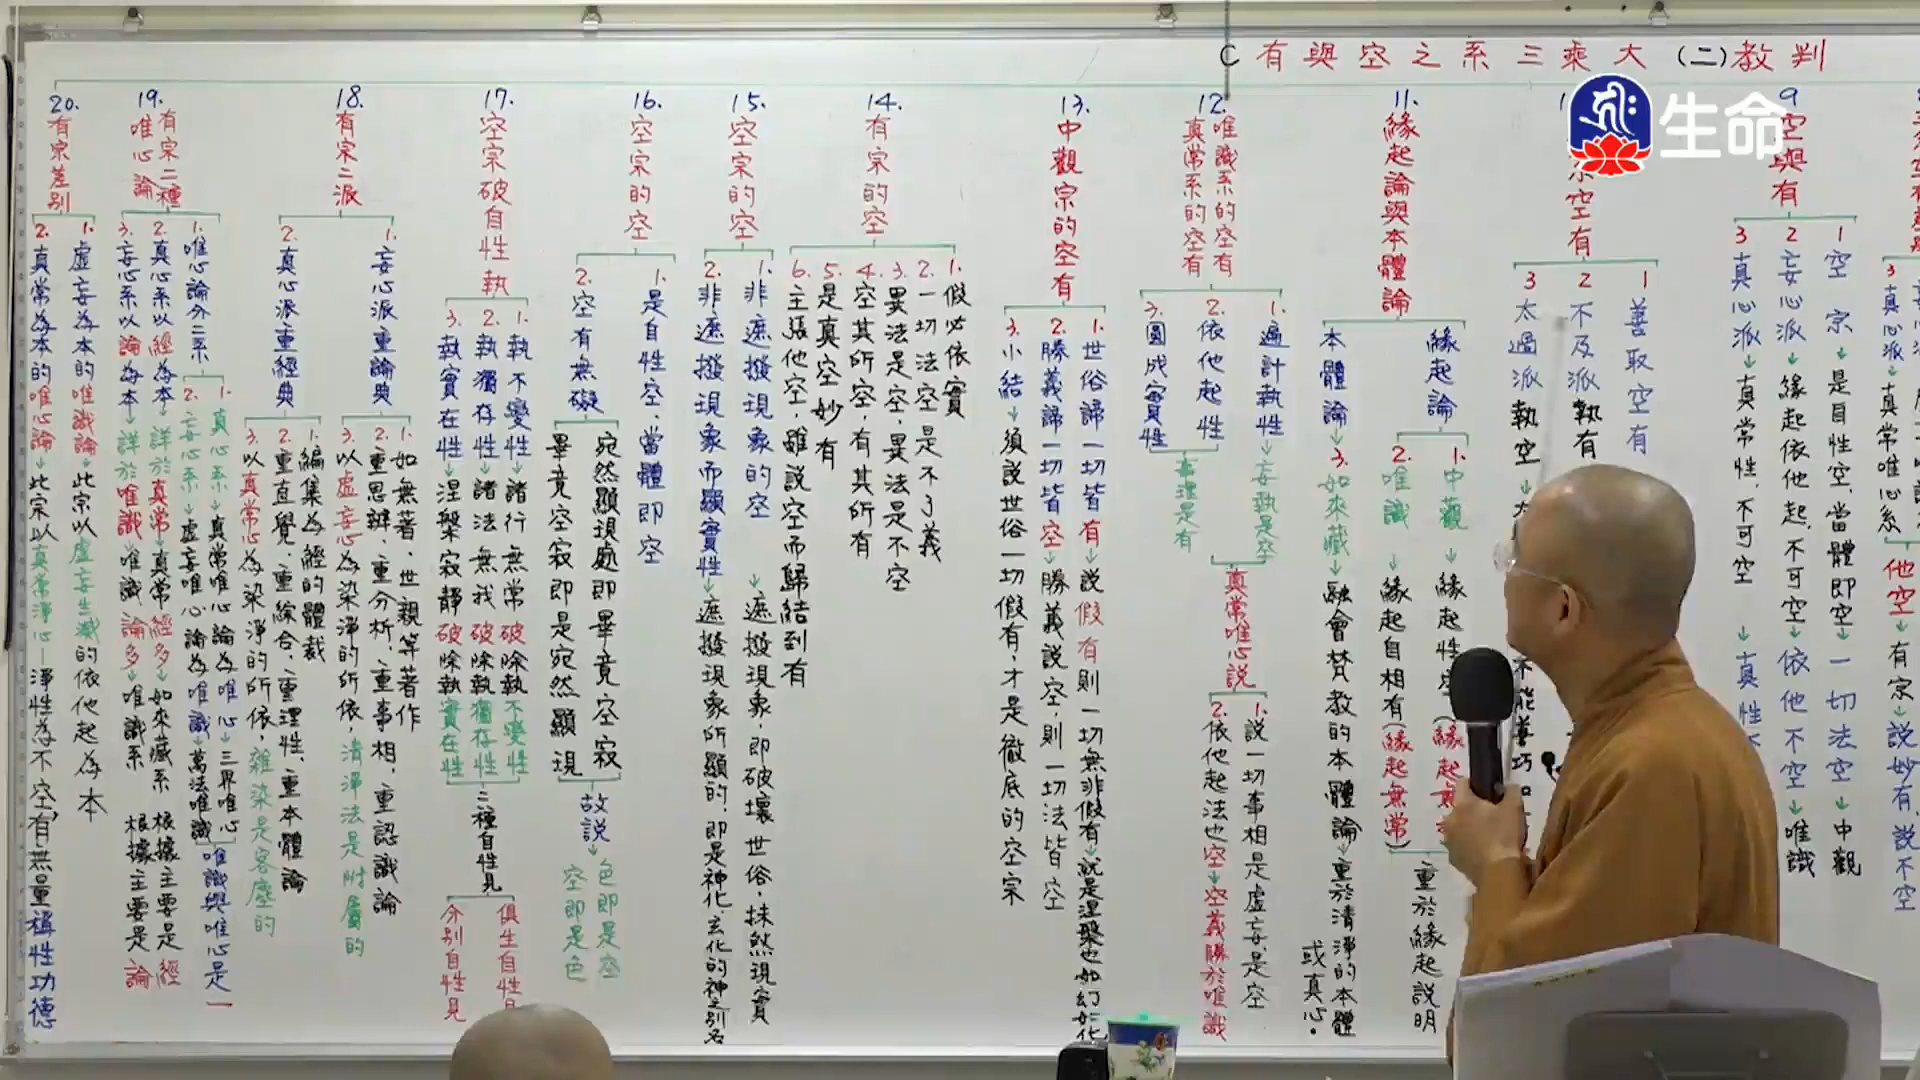 判教(二)大乘三系之空與有 C
生命
9
空與有
1 空宗↓是自性空,當體即空↓一切法空↓中觀
2 妄心派↓緣起依他起,不可空↓依他不空↓唯識
3 真心派↓真常性,不可空↓真性
他空
有宗↓說妙有,說不空
空有
1 善取空有
2 不及派執有
3 太過派執空
11.
緣起論與本體論
緣起論
1. 中觀↓緣起性空
2. 唯識↓緣起自相有(緣起無常)
重於緣起說明
本體論
3. 如來藏↓融會梵教的本體論↓重於清淨的本體
或真心。
12.
唯識系的空有
真常系的空有
1. 遍計執性↓妄執是空
2. 依他起性
3. 圓成實性
事理是有
真常唯心說
1. 說一切事相是虛妄,是空
2. 依他起法也空↓空義勝於唯識
13.
中觀宗的空有
1. 世俗諦一切皆有↓說假有則一切無非假有↓就是涅槃也如幻如化
2. 勝義諦一切皆空↓勝義說空,則一切法皆空
3. 小結↓須說世俗一切假有,才是徹底的空宗
14.
有宗的空
1. 假必依實
2. 一切法空是不了義
3. 異法是空,異法是不空
4. 空其所空,有其所有
5. 是真空妙有
6. 主張他空,雖說空而歸結到有
15.
空宗的空
1. 非遮撥現象的空↓遮撥現象,即破壞世俗,抹煞現實
2. 非遮撥現象而顯實性↓遮撥現象所顯的,即是神化,玄化的神之別名
16.
空宗的空
1. 是自性空,當體即空
2. 空有無礙
宛然顯現處即畢竟空寂
畢竟空寂即是宛然顯現
故說↓色即是空
空即是色
17.
空宗破自性執
1. 執不變性↓諸行無常破除執不變性
2. 執獨存性↓諸法無我破除執獨存性
3. 執實在性↓涅槃寂靜破除執實在性
二種自性見
俱生自性見
分別自性見
18.
有宗二派
1. 妄心派重論典
1. 如無著、世親等著作
2. 重思辨、重分析、重事相、重認識論
3. 以虛妄心為染淨的所依,清淨法是附屬的
2. 真心派重經典
1. 編集為經的體裁
2. 重直覺、重綜合、重理性、重本體論
3. 以真常心為染淨的所依,雜染是客塵的
19.
有宗二種
唯心論
1. 唯心論分二系
1. 真心系↓真常唯心論為唯心↓三界唯心
2. 妄心系↓虛妄唯心論為唯識↓萬法唯識
唯識與唯心是一
2. 真心系以經為本↓詳於真常↓真常經多↓如來藏系 根據主要是經
3. 妄心系以論為本↓詳於唯識↓唯識論多↓唯識系 根據主要是論
20.
有宗差別
1. 虛妄為本的唯識論↓此宗以虛妄生滅的依他起為本
2. 真常為本的唯心論↓此宗以真常淨心–淨性為不空,有無量稱性功德